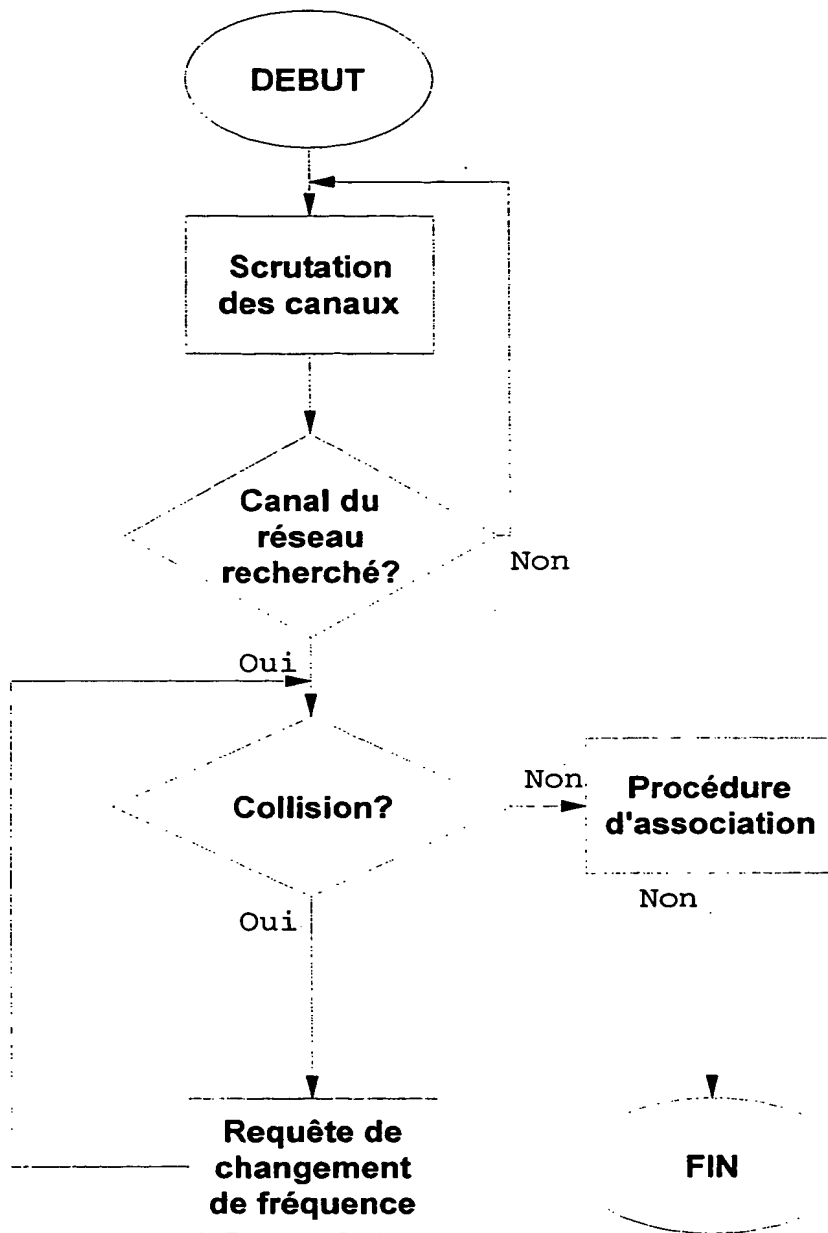 DEBUT
Scrutation
des canaux
Canal du
réseau
recherché?
Non
Oui
Collision?
Non
Procédure
d'association
Non
Oui
Requête de
changement
de fréquence
FIN